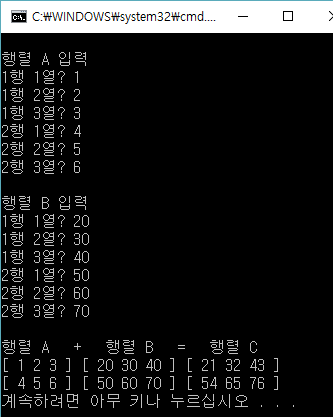 C:₩WINDOWS₩system32₩cmd....
행렬 A 입력
1행 1열? 1
1행 2열? 2
1행 3열? 3
2행 1열? 4
2행 2열? 5
2행 3열? 6
행렬 B 입력
1행 1열? 20
1행 2열? 30
1행 3열? 40
2행 1열? 50
2행 2열? 60
2행 3열? 70
행렬 A + 행렬 B = 행렬 C
[ 1 2 3 ] [ 20 30 40 ] [ 21 32 43 ]
[ 4 5 6 ] [ 50 60 70 ] [ 54 65 76 ]
계속하려면 아무 키나 누르십시오 . . .